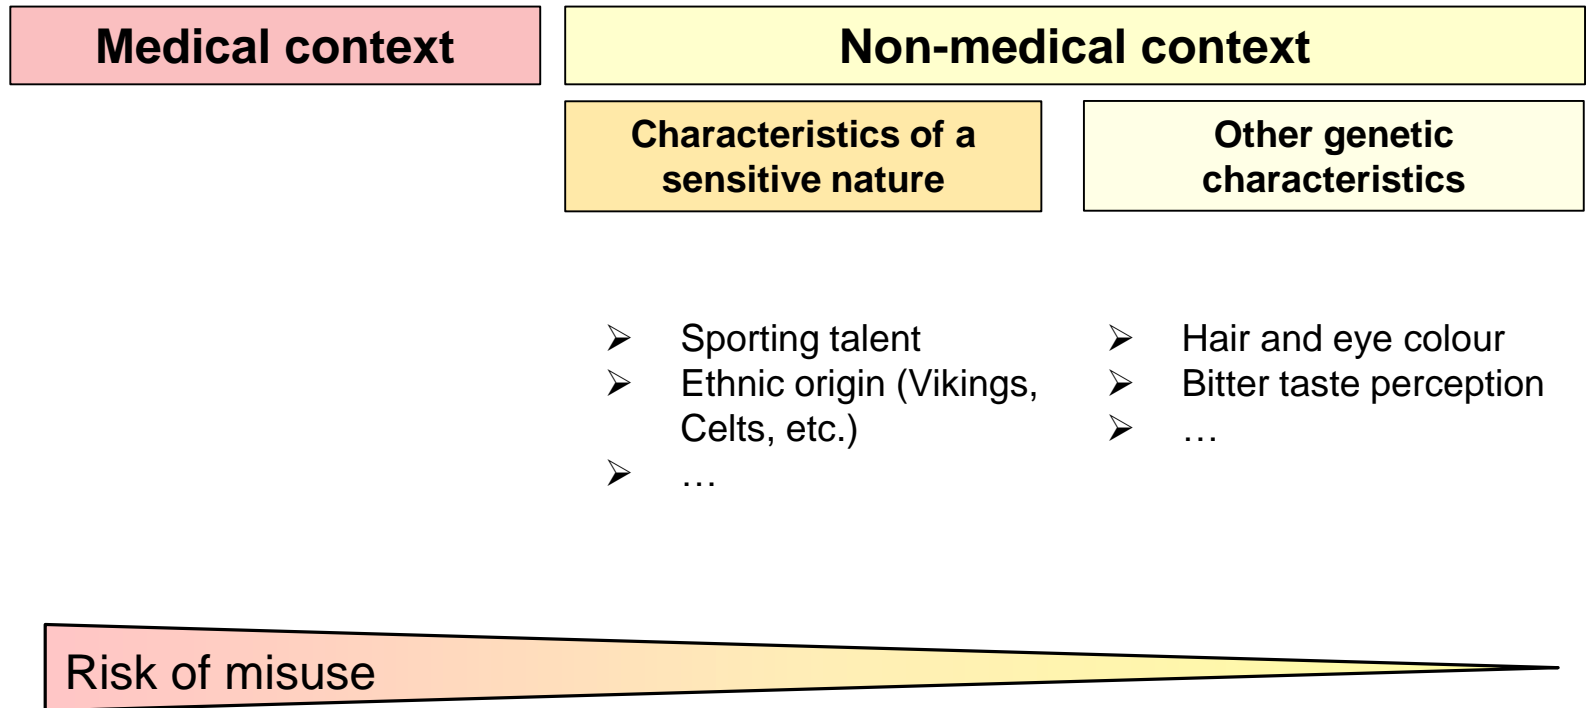 Medical context
Non-medical context
Characteristics of a
sensitive nature
Other genetic
characteristics
➢ Sporting talent
➢ Ethnic origin (Vikings,
Celts, etc.)
➢ …
➢ Hair and eye colour
➢ Bitter taste perception
➢ …
Risk of misuse